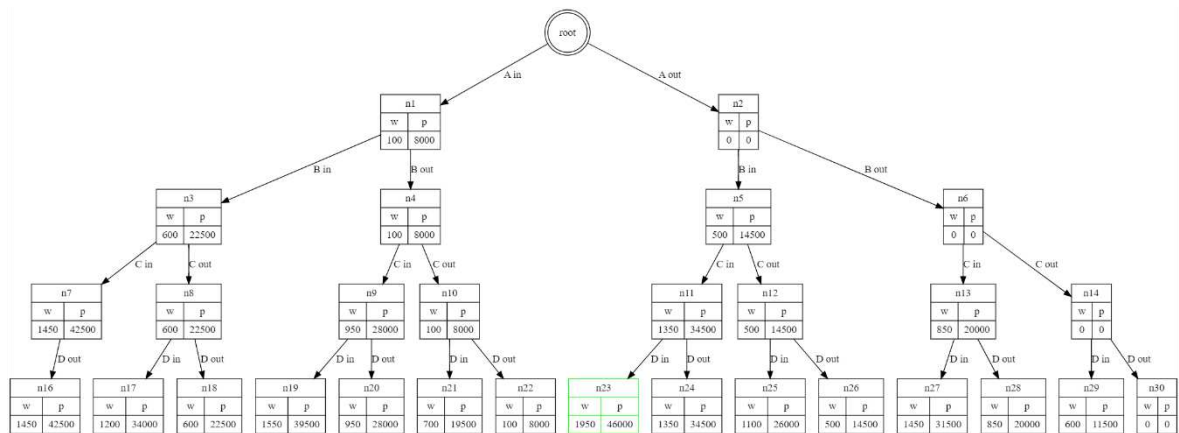 root
A in
A out
n1
w p
100 8000
n2
w p
0 0
B in
B out
B in
B out
n3
w p
600 22500
n4
w p
100 8000
n5
w p
500 14500
n6
w p
0 0
C in
C out
C in
C out
C in
C out
C in
C out
n7
w p
1450 42500
n8
w p
600 22500
n9
w p
950 28000
n10
w p
100 8000
n11
w p
1350 34500
n12
w p
500 14500
n13
w p
850 20000
n14
w p
0 0
D out
D in
D out
D in
D out
D in
D out
D in
D out
D in
D out
D in
D out
D in
D out
n16
w p
1450 42500
n17
w p
1200 34000
n18
w p
600 22500
n19
w p
1550 39500
n20
w p
950 28000
n21
w p
700 19500
n22
w p
100 8000
n23
w p
1950 46000
n24
w p
1350 34500
n25
w p
1100 26000
n26
w p
500 14500
n27
w p
1450 31500
n28
w p
850 20000
n29
w p
600 11500
n30
w p
0 0